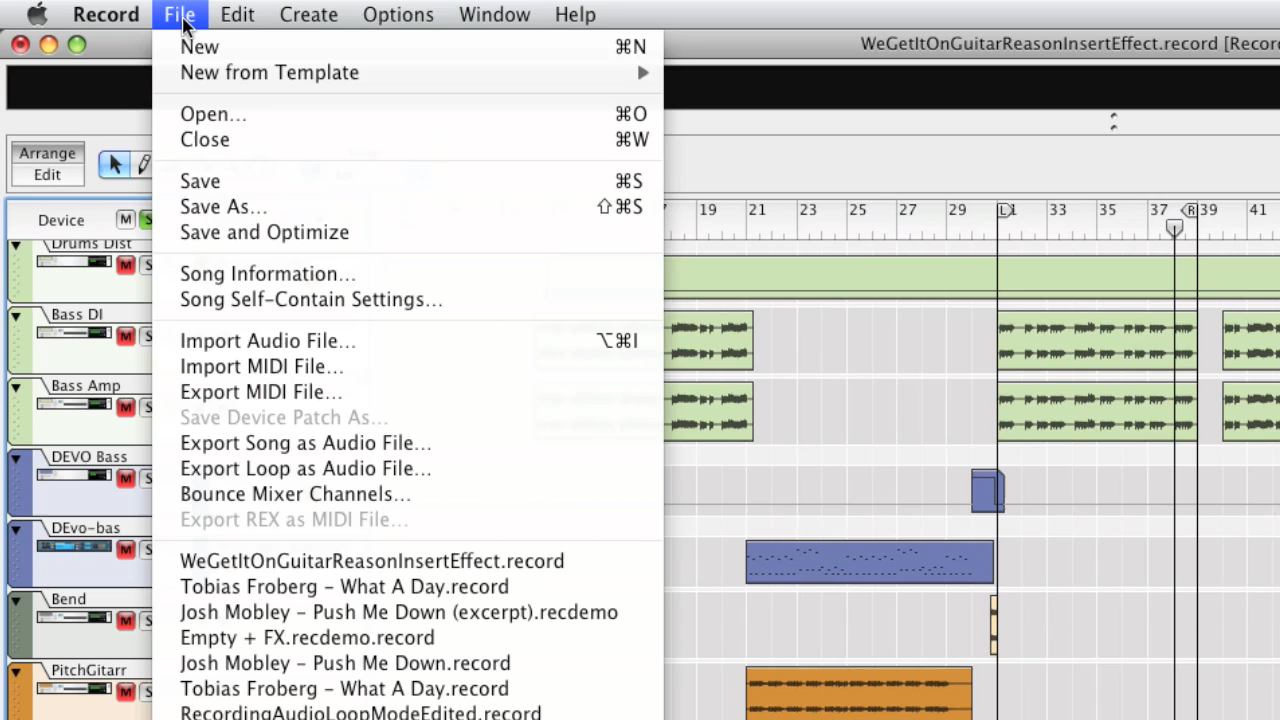 Record File Edit Create Options Window Help
WeGetItOnGuitarReasonInsertEffect.record [Recor
New ⌘N
New from Template
Open... ⌘O
Close ⌘W
Arrange
Edit
Save ⌘S
Save As... ⇧⌘S
Save and Optimize
Device M S
19 21 23 25 27 29 L 33 35 37 R 39 41
Song Information...
Song Self-Contain Settings...
Import Audio File... ⌥⌘I
Import MIDI File...
Export MIDI File...
Save Device Patch As...
Export Song as Audio File...
Export Loop as Audio File...
Bounce Mixer Channels...
Export REX as MIDI File...
WeGetItOnGuitarReasonInsertEffect.record
Tobias Froberg – What A Day.record
Josh Mobley – Push Me Down (excerpt).recdemo
Empty + FX.recdemo.record
Josh Mobley – Push Me Down.record
Tobias Froberg – What A Day.record
RecordingAudioLoopModeEdited.record
Drums Dist
M S
Bass DI
M S
Bass Amp
M S
DEVO Bass
M S
DEvo-bas
M S
Bend
M S
PitchGitarr
M S